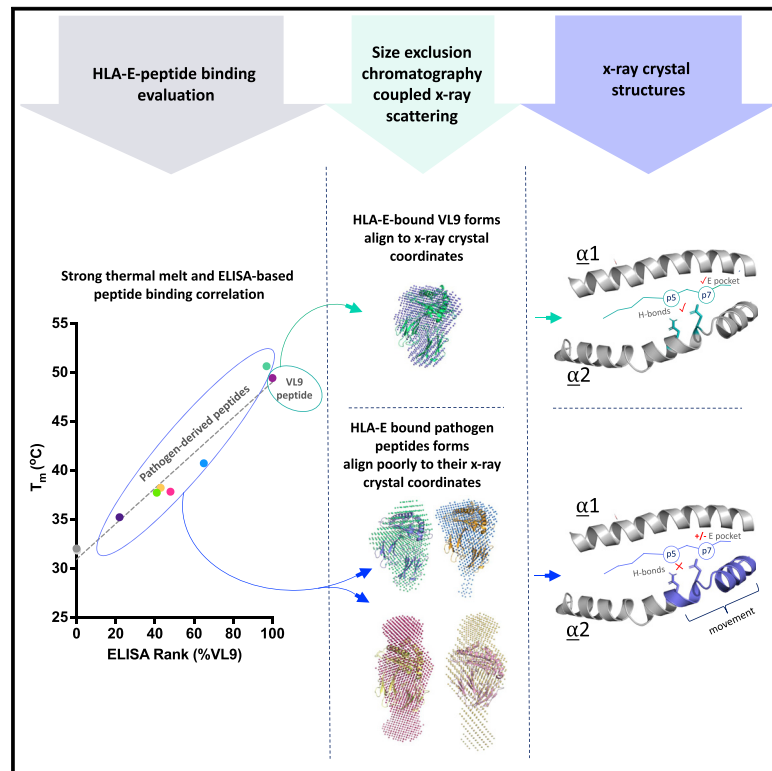 HLA-E-peptide binding
evaluation
Size exclusion
chromatography
coupled x-ray
scattering
x-ray crystal
structures
Strong thermal melt and ELISA-based
peptide binding correlation
55
50
45
40
35
30
25
Tm (°C)
0
20
40
60
80
100
ELISA Rank (%VL9)
Pathogen-derived peptides
VL9
peptide
HLA-E-bound VL9 forms
align to x-ray crystal
coordinates
HLA-E bound pathogen
peptides forms
align poorly to their x-ray
crystal coordinates
α1
✓E pocket
p5
p7
H-bonds ✓
α2
α1
+/- E pocket
p5
p7
H-bonds ×
α2
movement